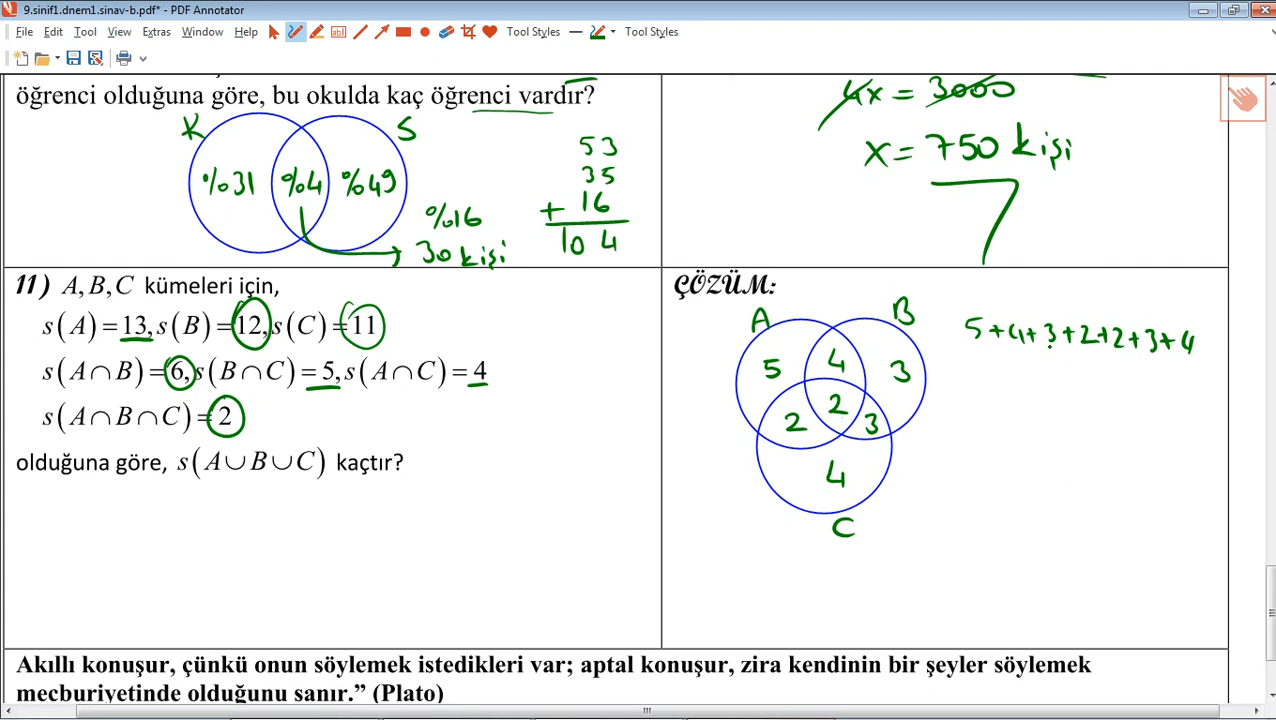 9.sinif1.dnem1.sinav-b.pdf* - PDF Annotator
File Edit Tool View Extras Window Help Tool Styles Tool Styles
öğrenci olduğuna göre, bu okulda kaç öğrenci vardır?
K S
%31 %4 %49
%16
30 kişi
53
35
+ 16
104
4x = 3000
x = 750 kişi
11) A, B, C kümeleri için,
s(A) = 13, s(B) = 12, s(C) = 11
s(A∩B) = 6, s(B∩C) = 5, s(A∩C) = 4
s(A∩B∩C) = 2
olduğuna göre, s(A∪B∪C) kaçtır?
ÇÖZÜM:
A B
5 4 3
2 2 3
4
C
5+4+3+2+2+3+4
Akıllı konuşur, çünkü onun söylemek istedikleri var; aptal konuşur, zira kendinin bir şeyler söylemek
mecburiyetinde olduğunu sanır.” (Plato)